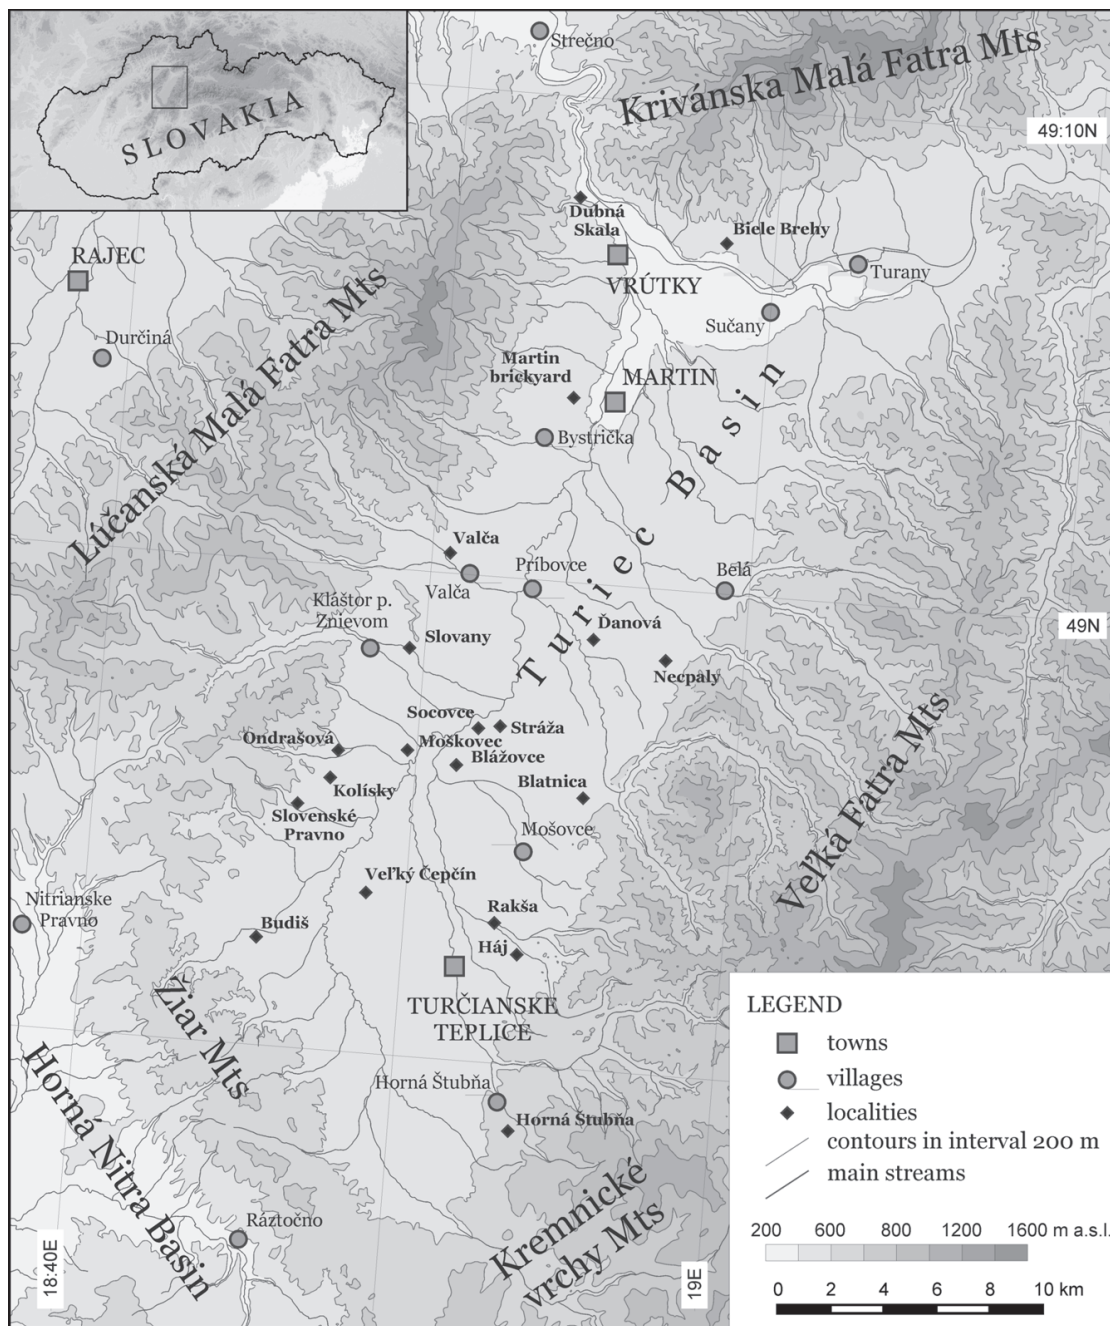 SLOVAKIA
Strečno
Krivánska Malá Fatra Mts
49:10N
Dubná
Skala
Biele Brehy
RAJEC
VRÚTKY
Turany
Sučany
Durčiná
Lúčanská Malá Fatra Mts
Martin
brickyard
MARTIN
Bystrička
Turiec Basin
Valča
Valča
Príbovce
Belá
Kláštor p.
Znievom
Slovany
Ďanová
49N
Necpaly
Socovce
Stráža
Ondrašová
Moškovec
Blážovce
Kolísky
Blatnica
Slovenské
Pravno
Mošovce
Veľká Fatra Mts
Veľký Čepčín
Nitrianske
Pravno
Budiš
Rakša
Háj
TURČIANSKE
TEPLICE
Žiar Mts
Horná Nitra Basin
Horná Štubňa
Horná Štubňa
Kremnické
vrchy Mts
Ráztočno
18:40E
19E
LEGEND
towns
villages
localities
contours in interval 200 m
main streams
200 600 800 1200 1600 m a.s.l.
0 2 4 6 8 10 km